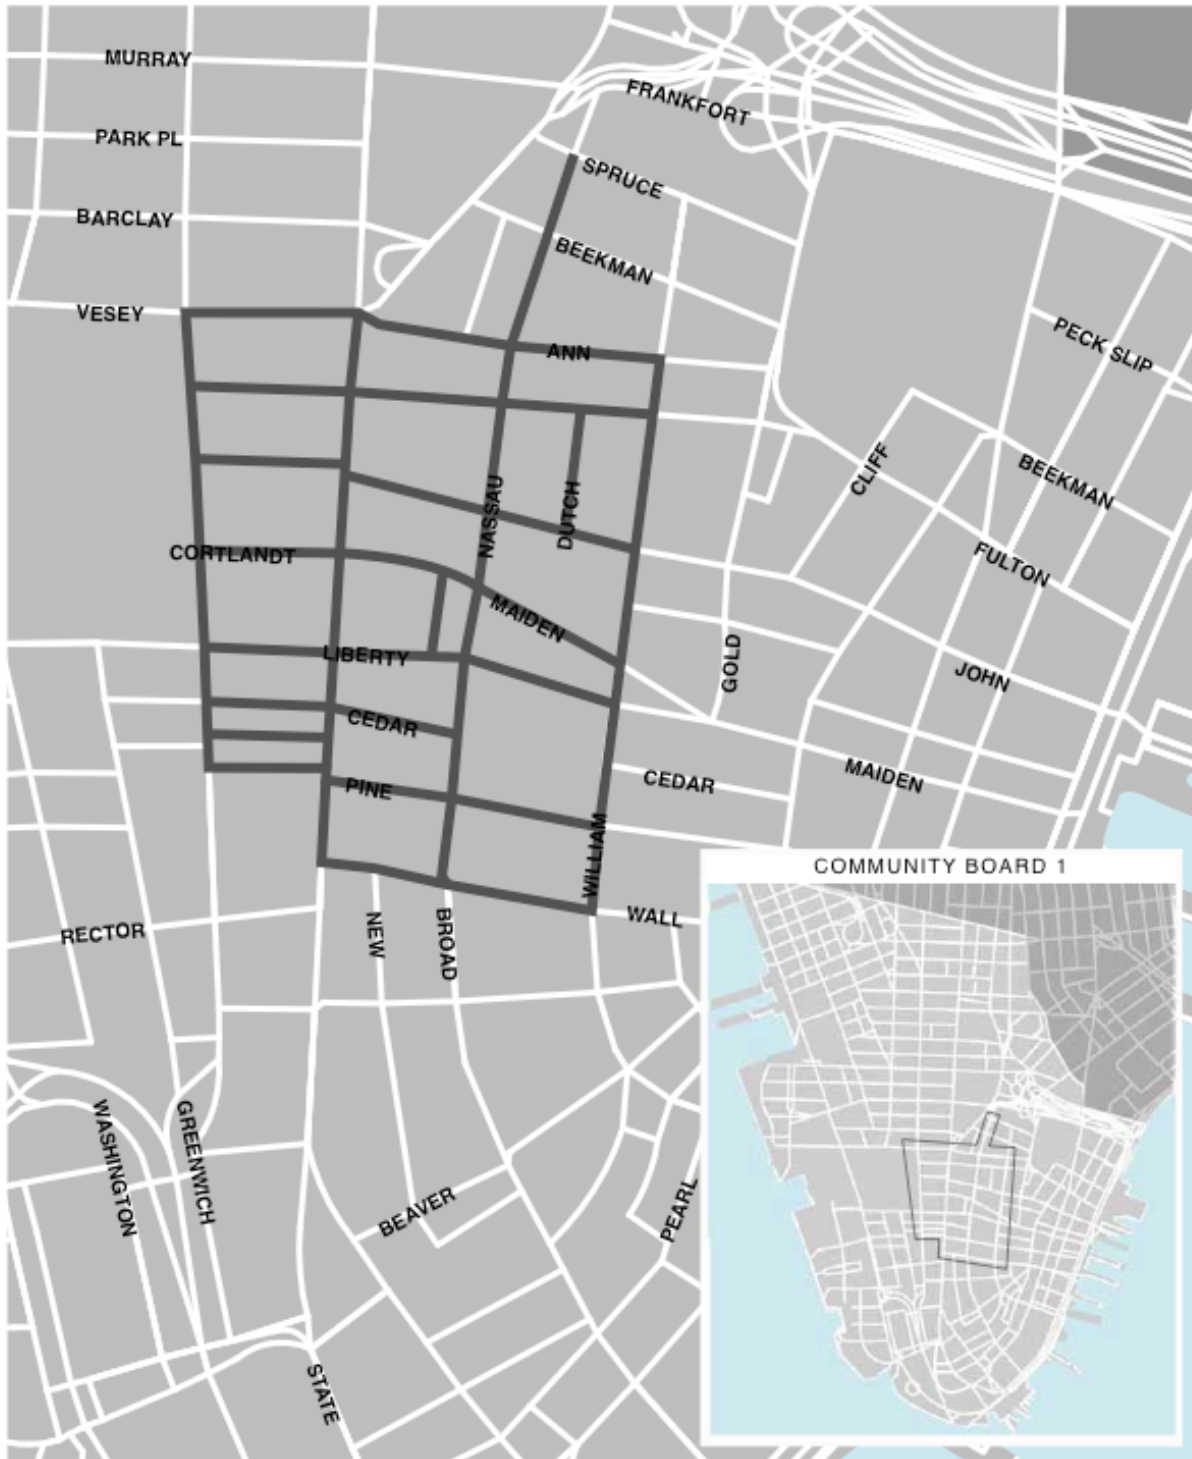 MURRAY
FRANKFORT
PARK PL
SPRUCE
BARCLAY
BEEKMAN
VESEY
PECK SLIP
ANN
CLIFF
BEEKMAN
NASSAU
DUTCH
CORTLANDT
FULTON
MAIDEN
LIBERTY
GOLD
JOHN
CEDAR
CEDAR
MAIDEN
PINE
WILLIAM
COMMUNITY BOARD 1
RECTOR
NEW
BROAD
WALL
WASHINGTON
GREENWICH
BEAVER
PEARL
STATE